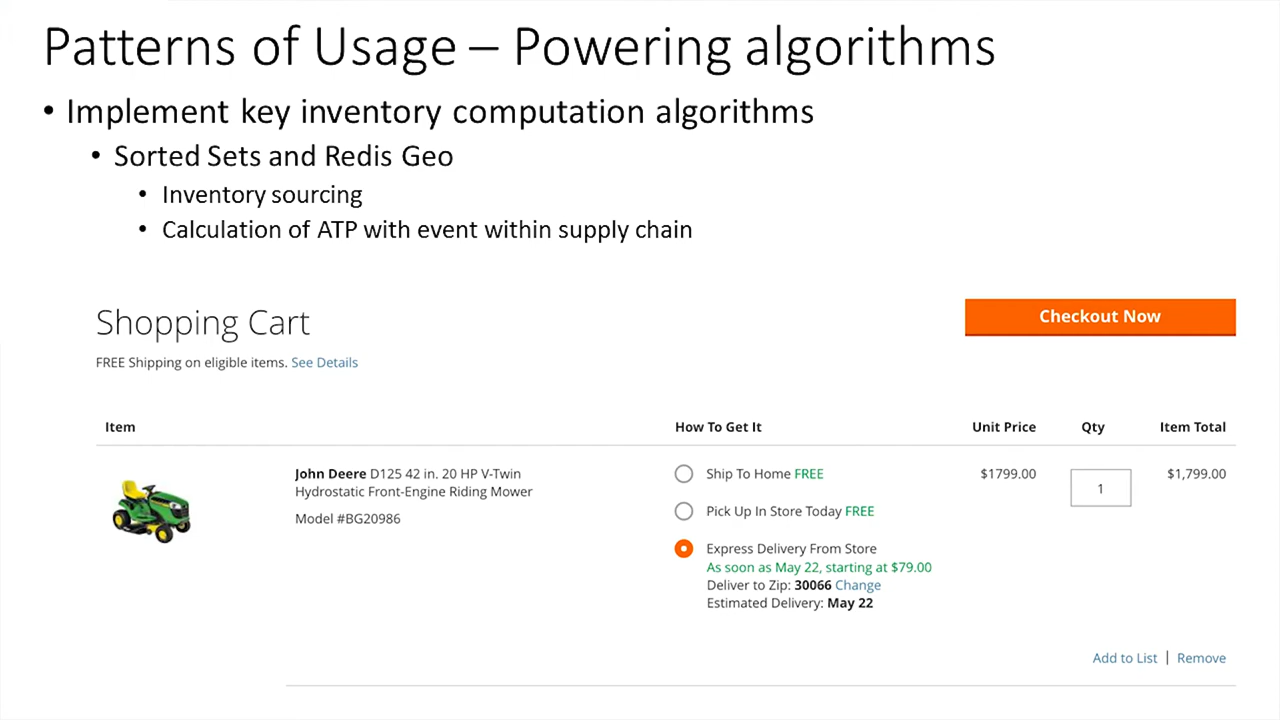 Patterns of Usage – Powering algorithms
• Implement key inventory computation algorithms
• Sorted Sets and Redis Geo
• Inventory sourcing
• Calculation of ATP with event within supply chain
Shopping Cart
Checkout Now
FREE Shipping on eligible items. See Details
Item
How To Get It
Unit Price
Qty
Item Total
John Deere D125 42 in. 20 HP V-Twin
Hydrostatic Front-Engine Riding Mower
Model #BG20986
Ship To Home FREE
Pick Up In Store Today FREE
Express Delivery From Store
As soon as May 22, starting at $79.00
Deliver to Zip: 30066 Change
Estimated Delivery: May 22
$1799.00
1
$1,799.00
Add to List | Remove